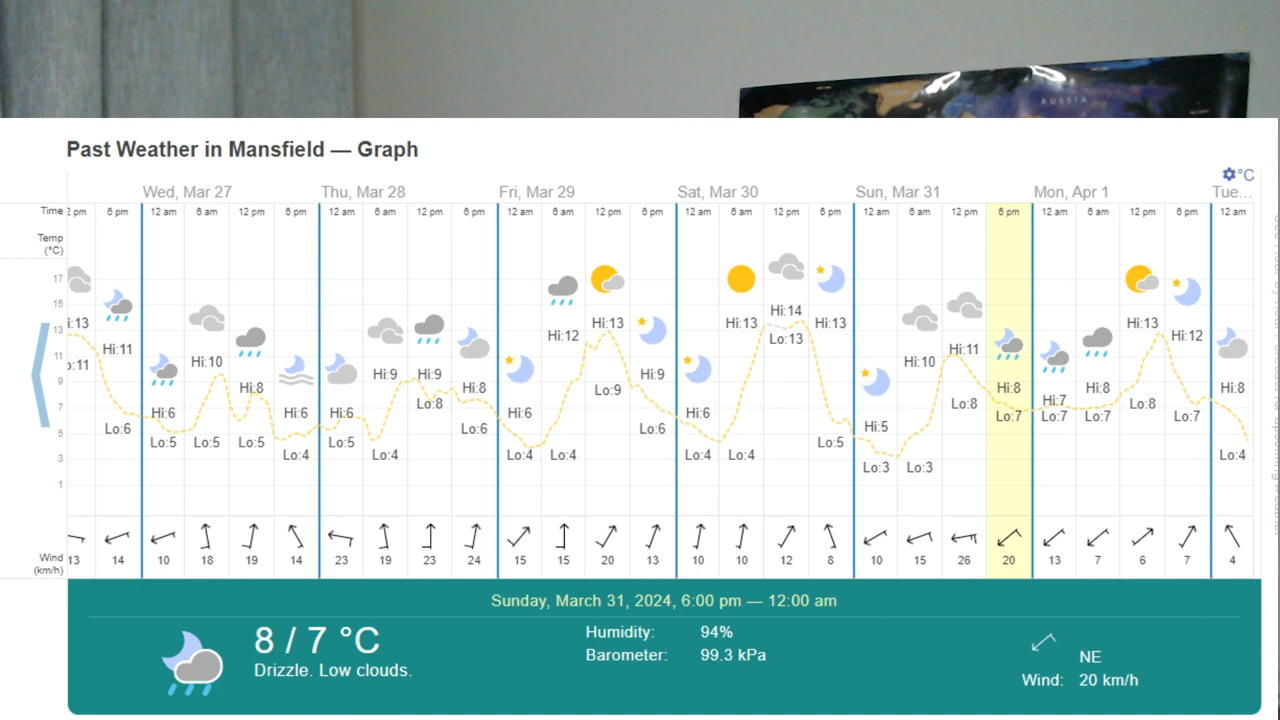 RUSSIA
Past Weather in Mansfield — Graph
°C
Wed, Mar 27 Thu, Mar 28 Fri, Mar 29 Sat, Mar 30 Sun, Mar 31 Mon, Apr 1 Tue...
Time 2 pm 6 pm 12 am 6 am 12 pm 6 pm 12 am 6 am 12 pm 6 pm 12 am 6 am 12 pm 6 pm 12 am 6 am 12 pm 6 pm 12 am 6 am 12 pm 6 pm 12 am 6 am 12 pm 6 pm 12 am
Temp
(°C)
17
15
13
11
9
7
5
3
1
i:13 Hi:11 Hi:6 Hi:10 Hi:8 Hi:6 Hi:6 Hi:9 Hi:9 Hi:8 Hi:6 Hi:12 Hi:13 Hi:9 Hi:6 Hi:13 Hi:14 Hi:13 Hi:5 Hi:10 Hi:11 Hi:8 Hi:7 Hi:8 Hi:13 Hi:12 Hi:8
o:11 Lo:6 Lo:5 Lo:5 Lo:5 Lo:4 Lo:5 Lo:4 Lo:8 Lo:6 Lo:4 Lo:4 Lo:9 Lo:6 Lo:4 Lo:4 Lo:13 Lo:5 Lo:3 Lo:3 Lo:8 Lo:7 Lo:7 Lo:7 Lo:8 Lo:7 Lo:4
Wind
(km/h)
13 14 10 18 19 14 23 19 23 24 15 15 20 13 10 10 12 8 10 15 26 20 13 7 6 7 4
Sunday, March 31, 2024, 6:00 pm — 12:00 am
8 / 7 °C
Drizzle. Low clouds.
Humidity: 94%
Barometer: 99.3 kPa
NE
Wind: 20 km/h